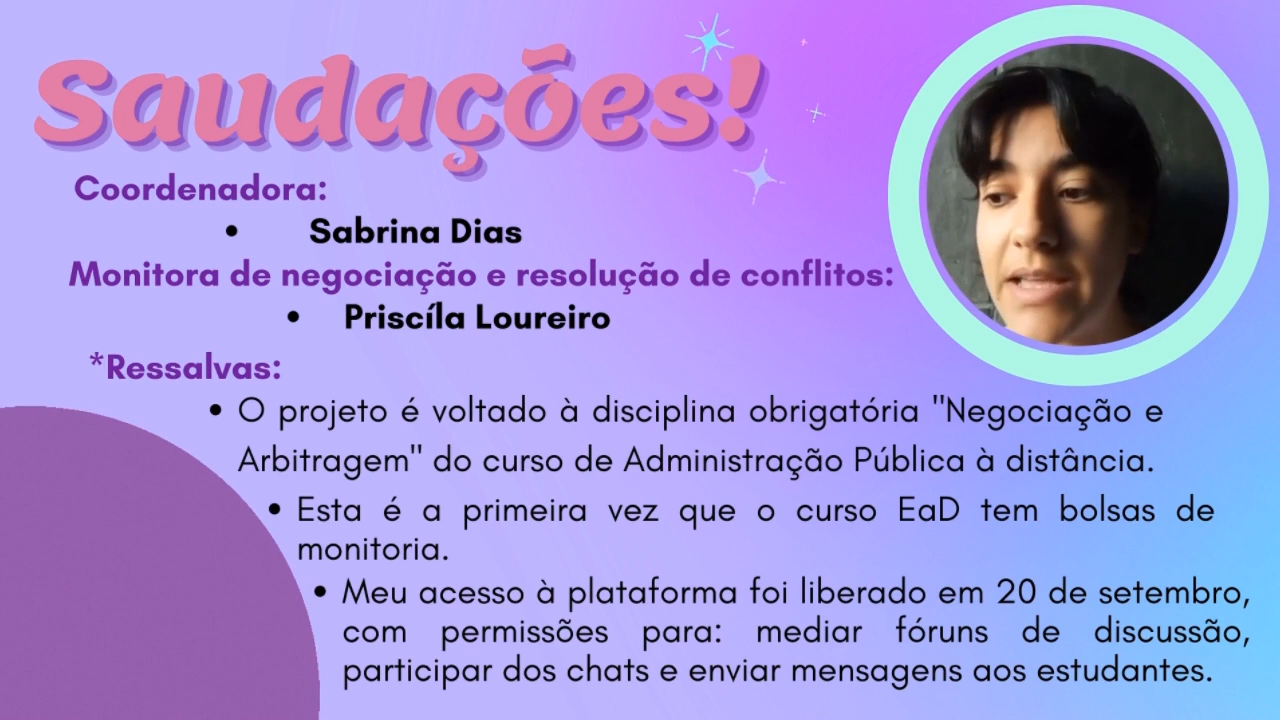 Saudações!
Coordenadora:
• Sabrina Dias
Monitora de negociação e resolução de conflitos:
• Priscíla Loureiro
*Ressalvas:
• O projeto é voltado à disciplina obrigatória "Negociação e
Arbitragem" do curso de Administração Pública à distância.
• Esta é a primeira vez que o curso EaD tem bolsas de
monitoria.
• Meu acesso à plataforma foi liberado em 20 de setembro,
com permissões para: mediar fóruns de discussão,
participar dos chats e enviar mensagens aos estudantes.